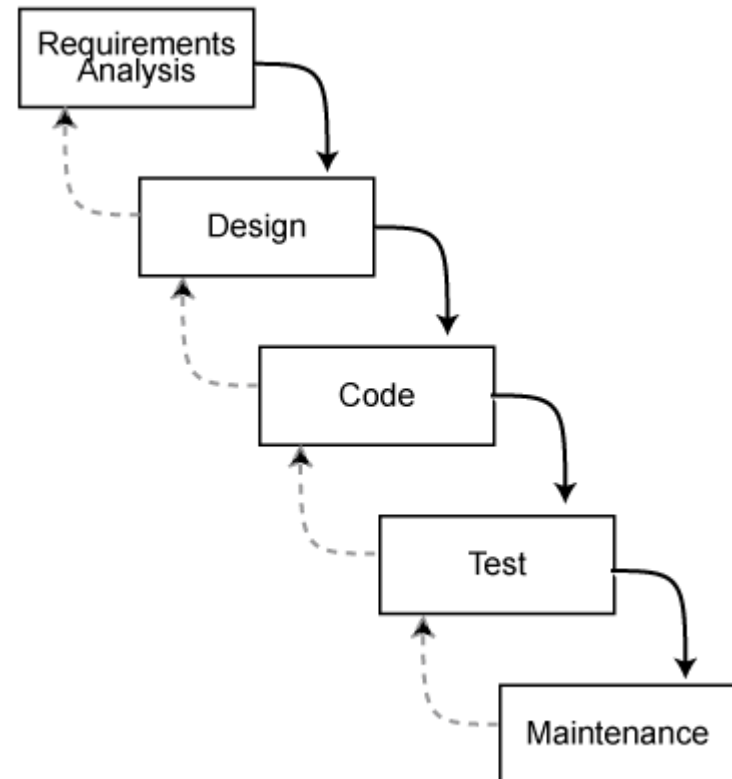 Requirements
Analysis
Design
Code
Test
Maintenance